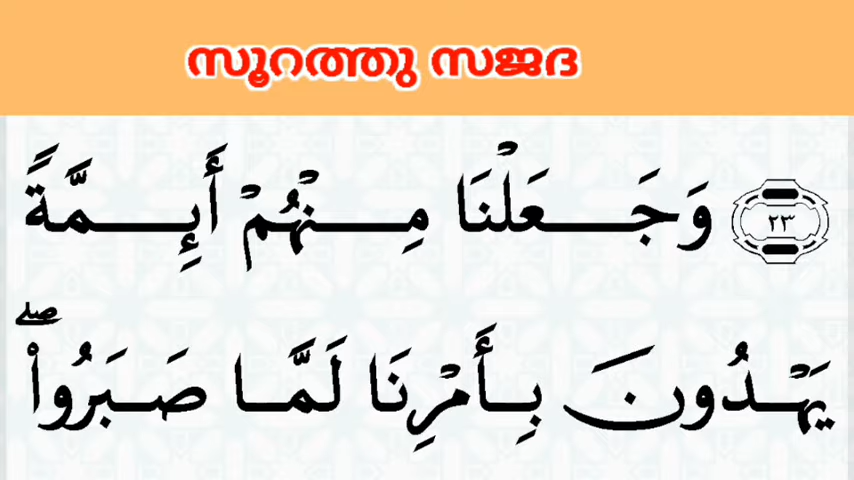 സൂറത്തു സജദ
٢٣ وَجَعَلْنَا مِنْهُمْ أَئِمَّةً
يَهْدُونَ بِأَمْرِنَا لَمَّا صَبَرُوا۟ ۖ